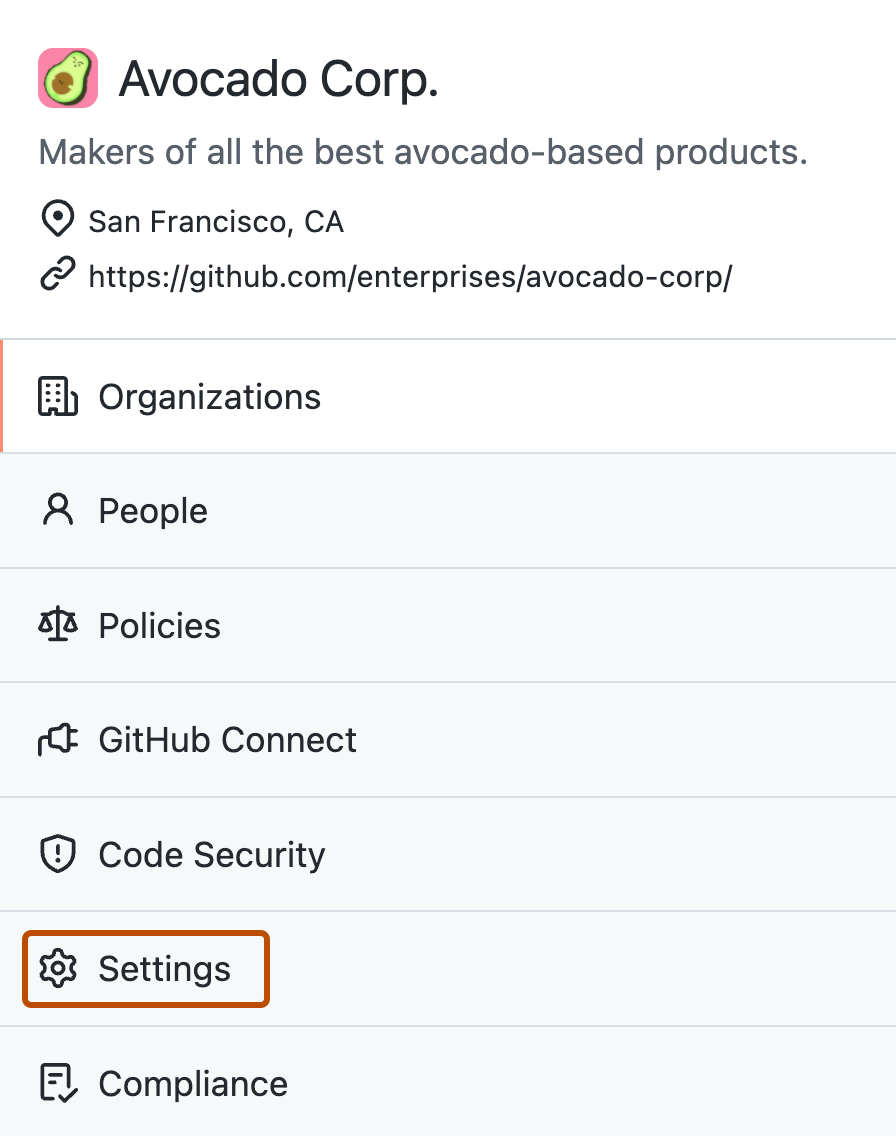 Avocado Corp.
Makers of all the best avocado-based products.
San Francisco, CA
https://github.com/enterprises/avocado-corp/
Organizations
People
Policies
GitHub Connect
Code Security
Settings
Compliance